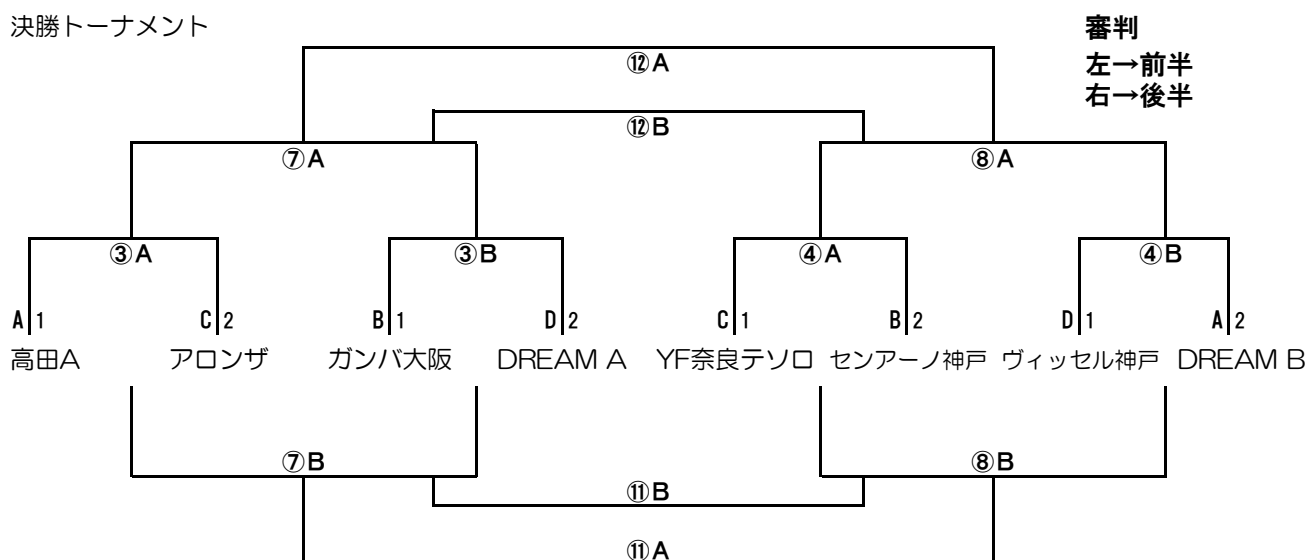 決勝トーナメント
審判
左→前半
右→後半
⑫A
⑫B
⑦A
⑧A
③A
③B
④A
④B
A 1
C 2
B 1
D 2
C 1
B 2
D 1
A 2
高田A
アロンザ
ガンバ大阪
DREAM A
YF奈良テソロ
センアーノ神戸
ヴィッセル神戸
DREAM B
⑦B
⑧B
⑪B
⑪A